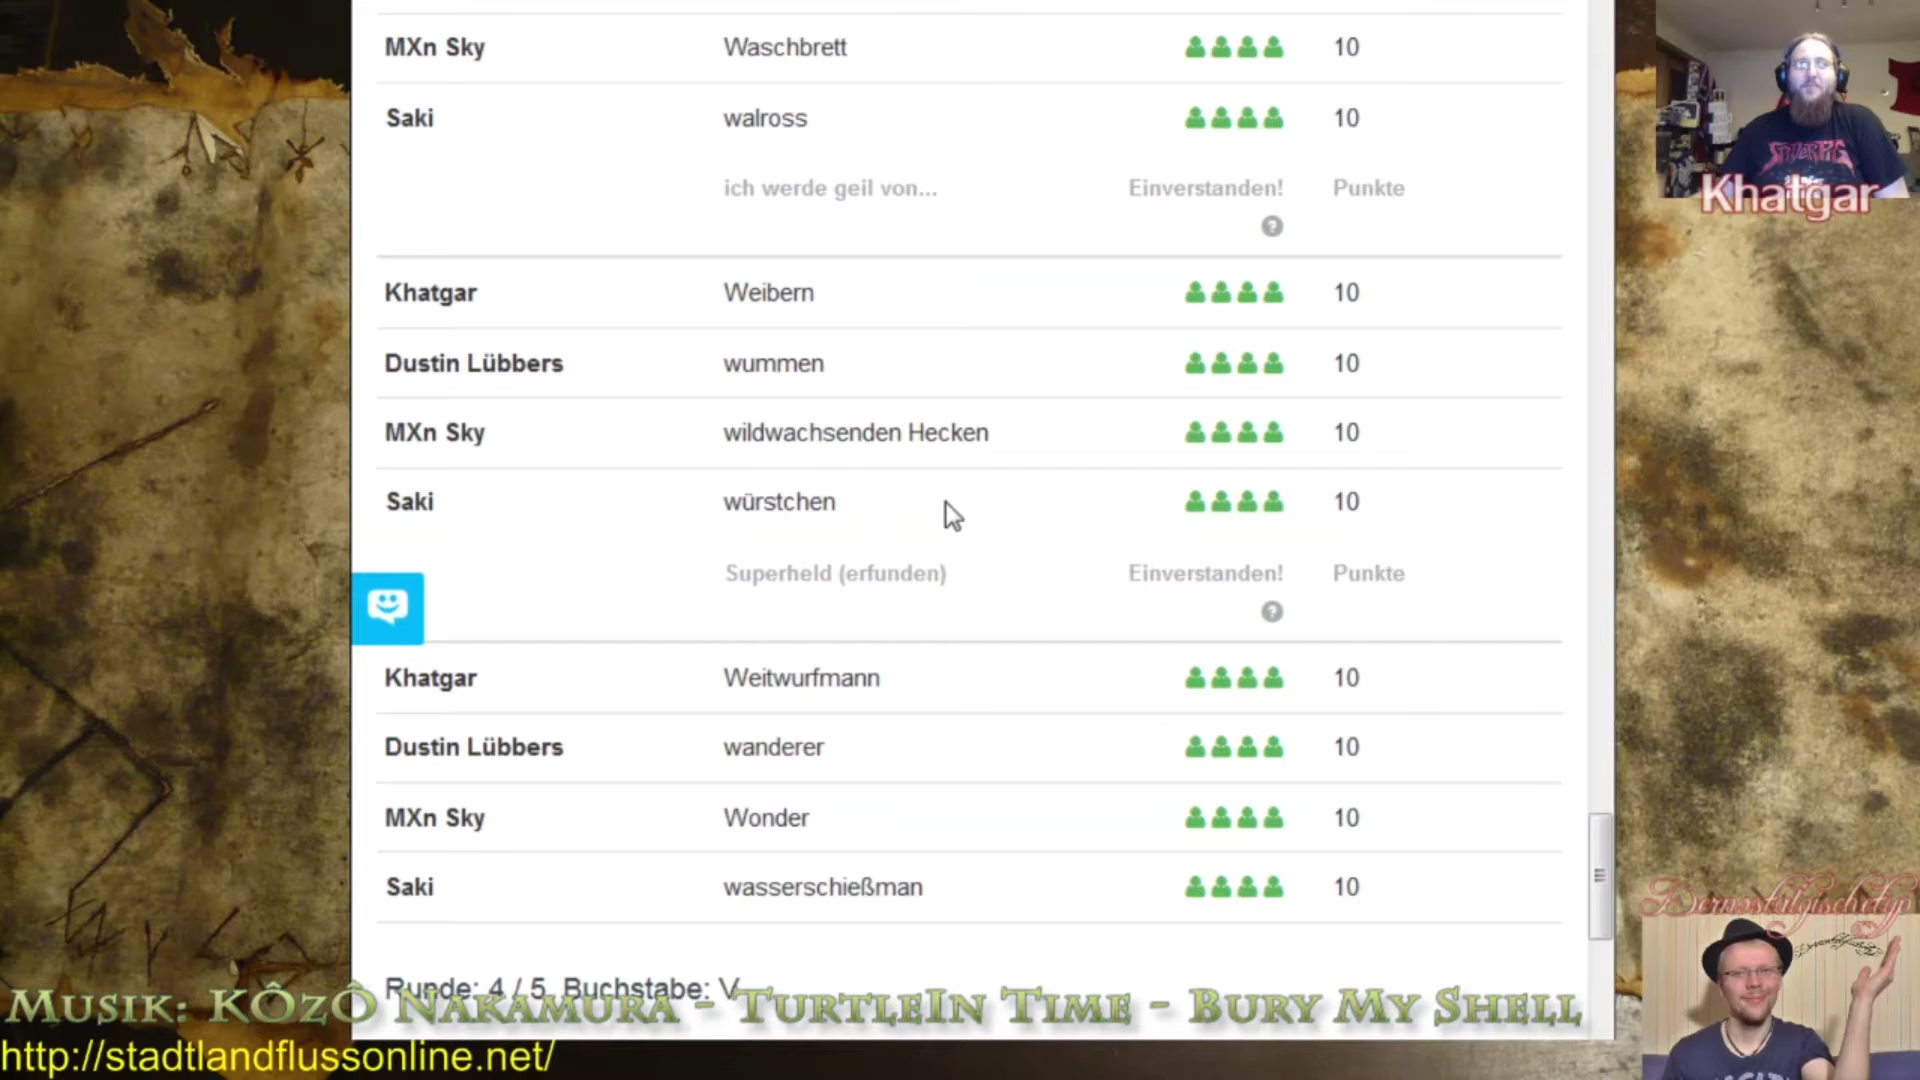 MXn Sky Waschbrett 10
Saki walross 10
ich werde geil von... Einverstanden! Punkte
?
Khatgar Weibern 10
Dustin Lübbers wummen 10
MXn Sky wildwachsenden Hecken 10
Saki würstchen 10
Superheld (erfunden) Einverstanden! Punkte
?
Khatgar Weitwurfmann 10
Dustin Lübbers wanderer 10
MXn Sky Wonder 10
Saki wasserschießman 10
Runde: 4 / 5, Buchstabe: V
Musik: KÔzÔ Nakamura - TurtleIn Time - Bury My Shell
http://stadtlandflussonline.net/
Khatgar
Dernostalgischetyp